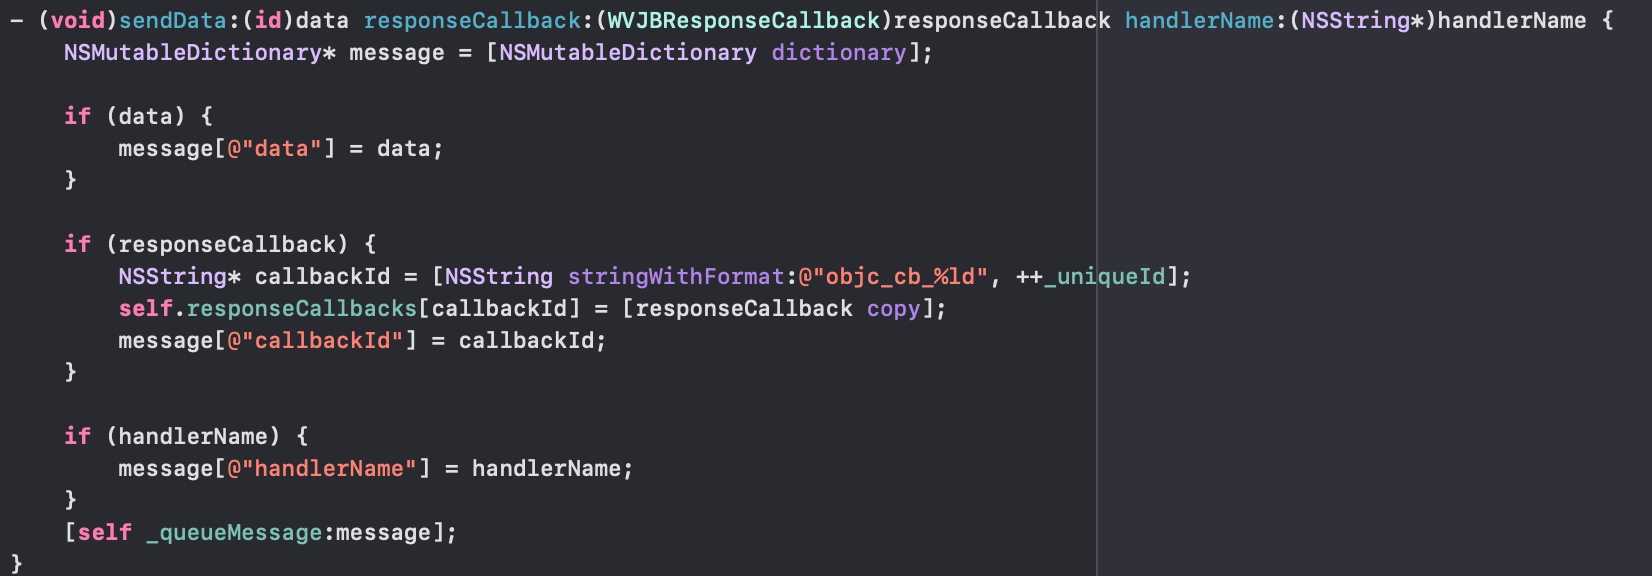 - (void)sendData:(id)data responseCallback:(WVJBResponseCallback)responseCallback handlerName:(NSString*)handlerName {
    NSMutableDictionary* message = [NSMutableDictionary dictionary];

    if (data) {
        message[@"data"] = data;
    }

    if (responseCallback) {
        NSString* callbackId = [NSString stringWithFormat:@"objc_cb_%ld", ++_uniqueId];
        self.responseCallbacks[callbackId] = [responseCallback copy];
        message[@"callbackId"] = callbackId;
    }

    if (handlerName) {
        message[@"handlerName"] = handlerName;
    }
    [self _queueMessage:message];
}